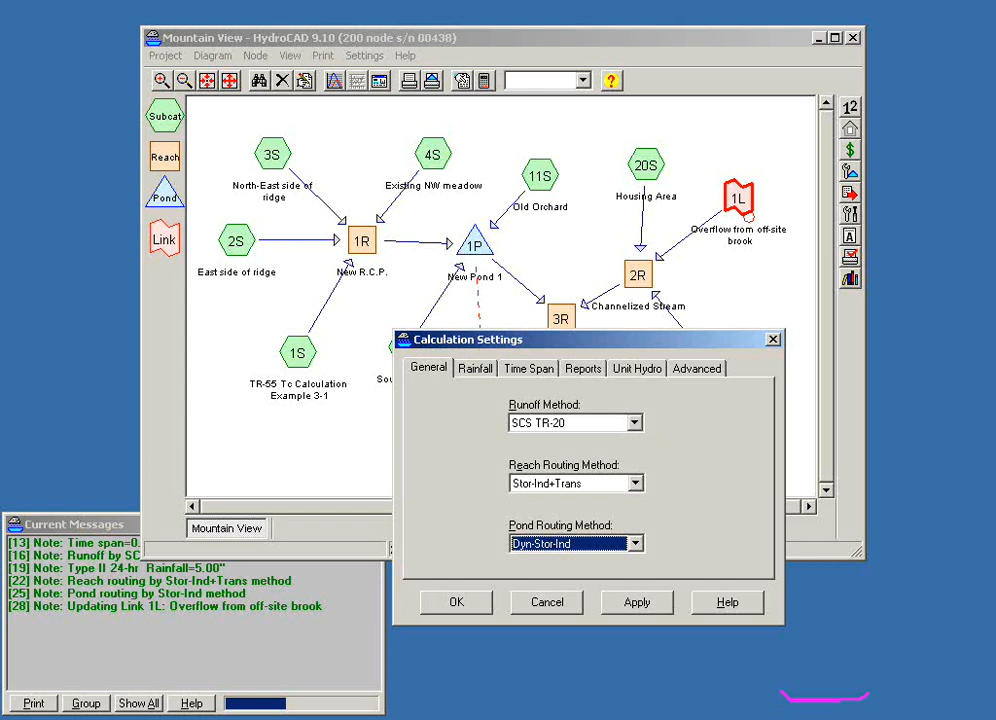 Mountain View - HydroCAD 9.10 (200 node s/n 00438)
Project Diagram Node View Print Settings Help
12
Subcat
Reach
Pond
Link
3S
North-East side of
ridge
4S
Existing NW meadow
11S
Old Orchard
20S
Housing Area
1L
Overflow from off-site
brook
2S
East side of ridge
1R
New R.C.P.
1P
New Pond 1
2R
Channelized Stream
3R
1S
TR-55 Tc Calculation
Example 3-1
Mountain View
Calculation Settings
General Rainfall Time Span Reports Unit Hydro Advanced
Runoff Method:
SCS TR-20
Reach Routing Method:
Stor-Ind+Trans
Pond Routing Method:
Dyn-Stor-Ind
OK Cancel Apply Help
Current Messages
[13] Note: Time span=0.
[16] Note: Runoff by SC
[19] Note: Type II 24-hr Rainfall=5.00"
[22] Note: Reach routing by Stor-Ind+Trans method
[25] Note: Pond routing by Stor-Ind method
[28] Note: Updating Link 1L: Overflow from off-site brook
Print Group Show All Help